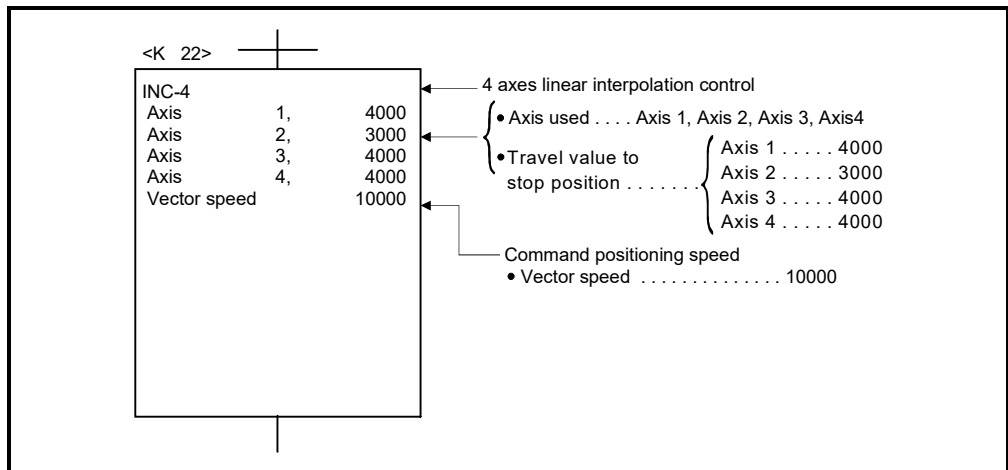 <K 22>
INC-4
Axis 1, 4000
Axis 2, 3000
Axis 3, 4000
Axis 4, 4000
Vector speed 10000
4 axes linear interpolation control
• Axis used . . . . Axis 1, Axis 2, Axis 3, Axis4
• Travel value to
stop position . . . . . . .
Axis 1 . . . . . 4000
Axis 2 . . . . . 3000
Axis 3 . . . . . 4000
Axis 4 . . . . . 4000
Command positioning speed
• Vector speed . . . . . . . . . . . . . . 10000